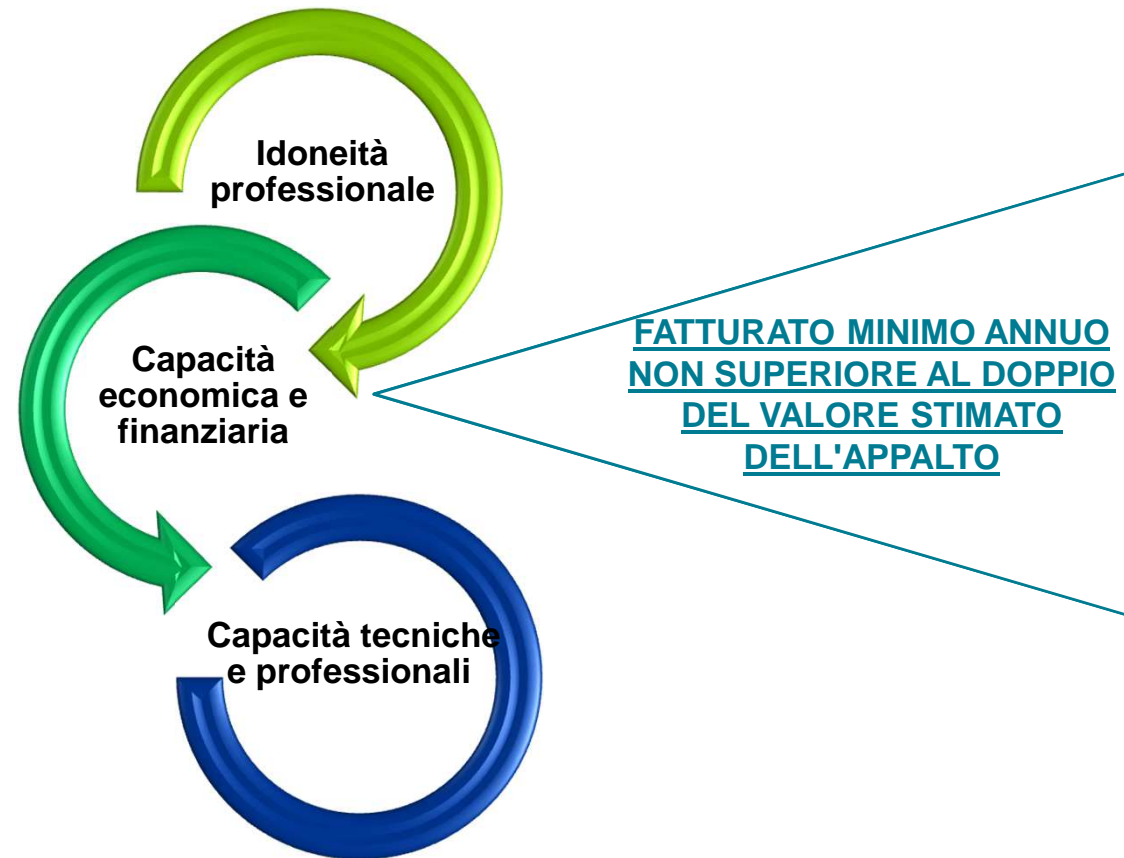 Idoneità
professionale
Capacità
economica e
finanziaria
FATTURATO MINIMO ANNUO
NON SUPERIORE AL DOPPIO
DEL VALORE STIMATO
DELL'APPALTO
Capacità tecniche
e professionali